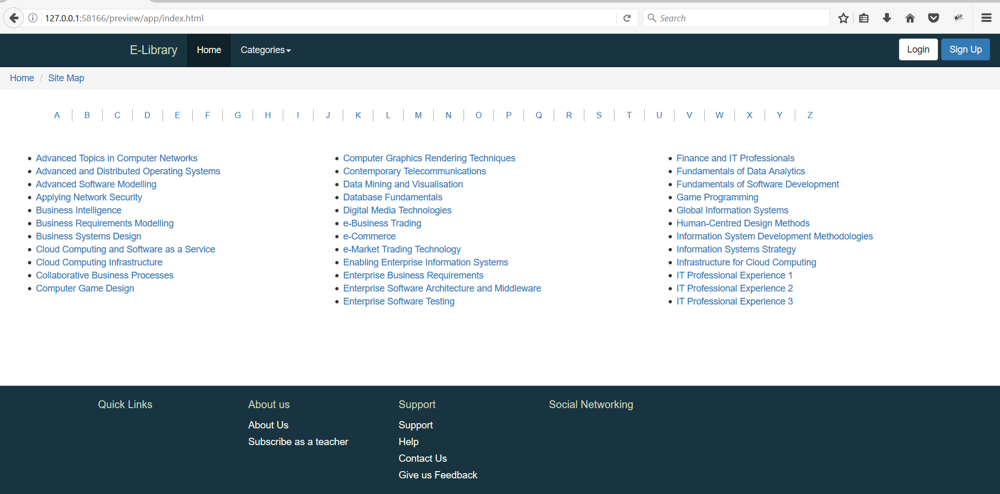 127.0.0.1:58166/preview/app/index.html
Search
E-Library Home Categories Login Sign Up
Home / Site Map
A B C D E F G H I J K L M N O P Q R S T U V W X Y Z
Advanced Topics in Computer Networks
Advanced and Distributed Operating Systems
Advanced Software Modelling
Applying Network Security
Business Intelligence
Business Requirements Modelling
Business Systems Design
Cloud Computing and Software as a Service
Cloud Computing Infrastructure
Collaborative Business Processes
Computer Game Design
Computer Graphics Rendering Techniques
Contemporary Telecommunications
Data Mining and Visualisation
Database Fundamentals
Digital Media Technologies
e-Business Trading
e-Commerce
e-Market Trading Technology
Enabling Enterprise Information Systems
Enterprise Business Requirements
Enterprise Software Architecture and Middleware
Enterprise Software Testing
Finance and IT Professionals
Fundamentals of Data Analytics
Fundamentals of Software Development
Game Programming
Global Information Systems
Human-Centred Design Methods
Information System Development Methodologies
Information Systems Strategy
Infrastructure for Cloud Computing
IT Professional Experience 1
IT Professional Experience 2
IT Professional Experience 3
Quick Links
About us
About Us
Subscribe as a teacher
Support
Support
Help
Contact Us
Give us Feedback
Social Networking